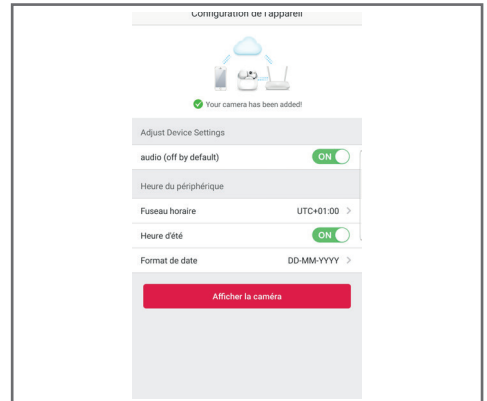 Configuration de l'appareil
Your camera has been added!
Adjust Device Settings
audio (off by default) ON
Heure du périphérique
Fuseau horaire UTC+01:00 >
Heure d'été ON
Format de date DD-MM-YYYY >
Afficher la caméra